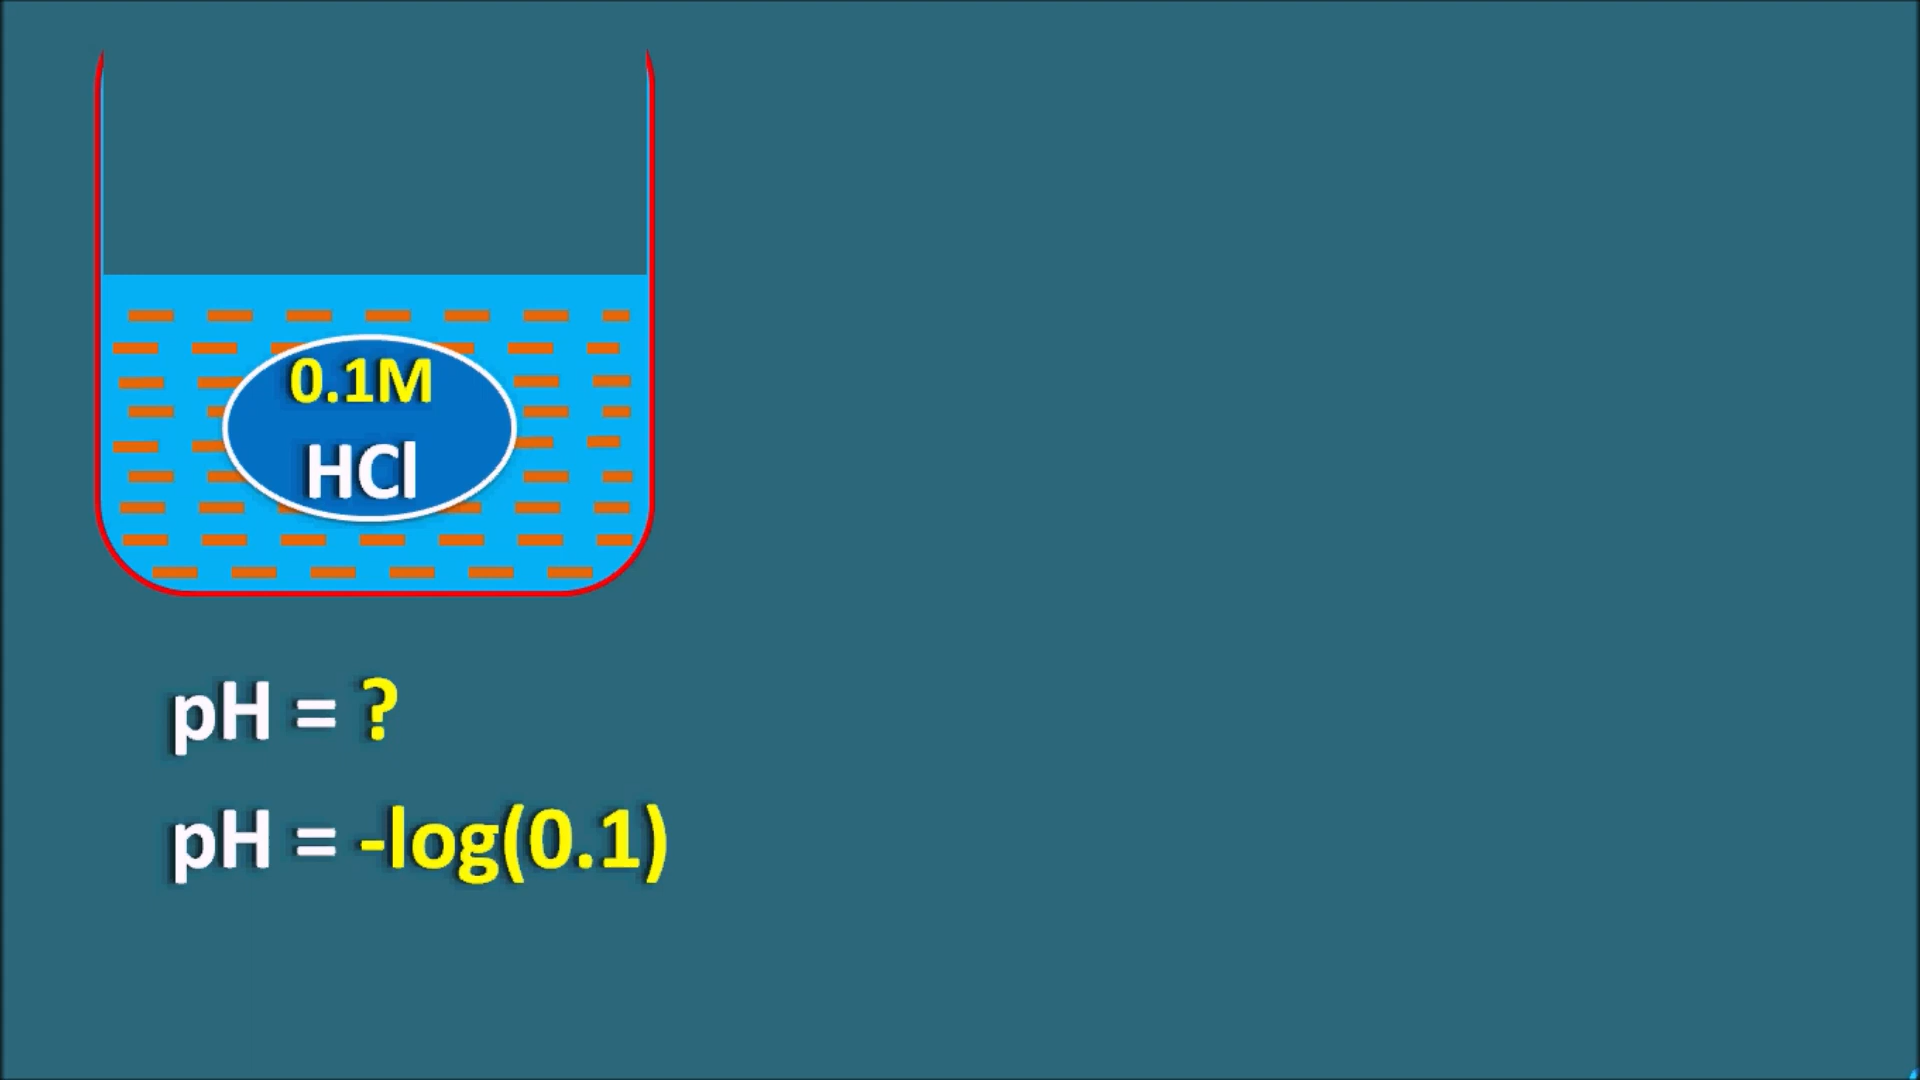 0.1M
HCl
pH = ?
pH = -log(0.1)